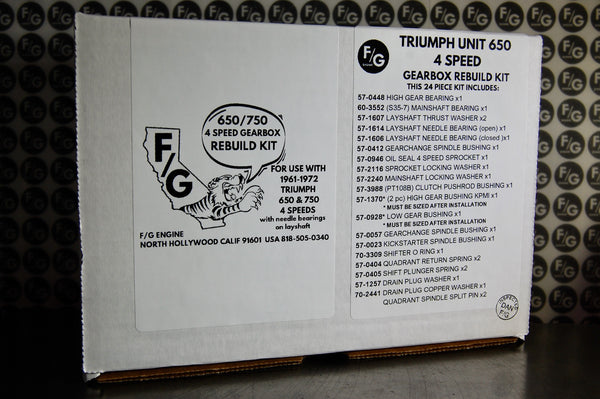 650/750
4 SPEED GEARBOX
REBUILD KIT
F/G
FOR USE WITH
1961-1972
TRIUMPH
650 & 750
4 SPEEDS
with needle bearings
on layshaft
F/G ENGINE
NORTH HOLLYWOOD CALIF 91601 USA 818-505-0340
F/G
ENGINE
TRIUMPH UNIT 650
4 SPEED
GEARBOX REBUILD KIT
THIS 24 PIECE KIT INCLUDES:
57-0448 HIGH GEAR BEARING x1
60-3552 (S35-7) MAINSHAFT BEARING x1
57-1607 LAYSHAFT THRUST WASHER x2
57-1614 LAYSHAFT NEEDLE BEARING (open) x1
57-1606 LAYSHAFT NEEDLE BEARING (closed )x1
57-0412 GEARCHANGE SPINDLE BUSHING x1
57-0946 OIL SEAL 4 SPEED SPROCKET x1
57-2116 SPROCKET LOCKING WASHER x1
57-2240 MAINSHAFT LOCKING WASHER x1
57-3988 (PT108B) CLUTCH PUSHROD BUSHING x1
57-1370* (2 pc) HIGH GEAR BUSHING KPMI x1
* MUST BE SIZED AFTER INSTALLATION
57-0928* LOW GEAR BUSHING x1
* MUST BE SIZED AFTER INSTALLATION
57-0057 GEARCHANGE SPINDLE BUSHING x1
57-0023 KICKSTARTER SPINDLE BUSHING x1
70-3309 SHIFTER O RING x1
57-0404 QUADRANT RETURN SPRING x2
57-0405 SHIFT PLUNGER SPRING x2
57-1257 DRAIN PLUG WASHER x1
70-2441 DRAIN PLUG COPPER WASHER x1
QUADRANT SPINDLE SPLIT PIN x2
INSPECTED
DAN
F/G